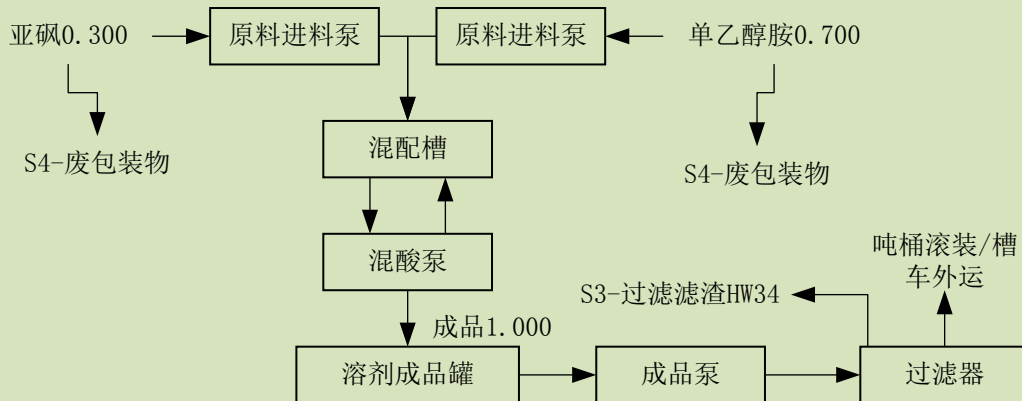 亚砜0.300
原料进料泵
原料进料泵
单乙醇胺0.700
S4-废包装物
混配槽
S4-废包装物
混酸泵
吨桶滚装/槽
车外运
S3-过滤滤渣HW34
成品1.000
溶剂成品罐
成品泵
过滤器